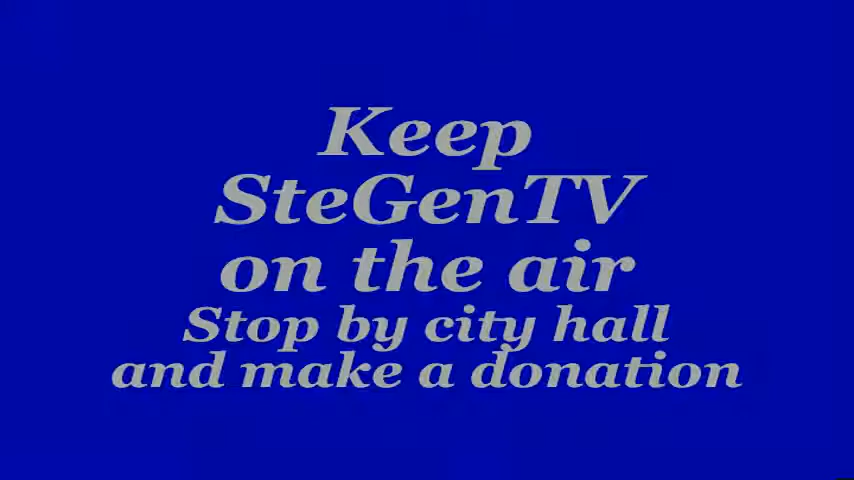 Keep
SteGenTV
on the air
Stop by city hall
and make a donation